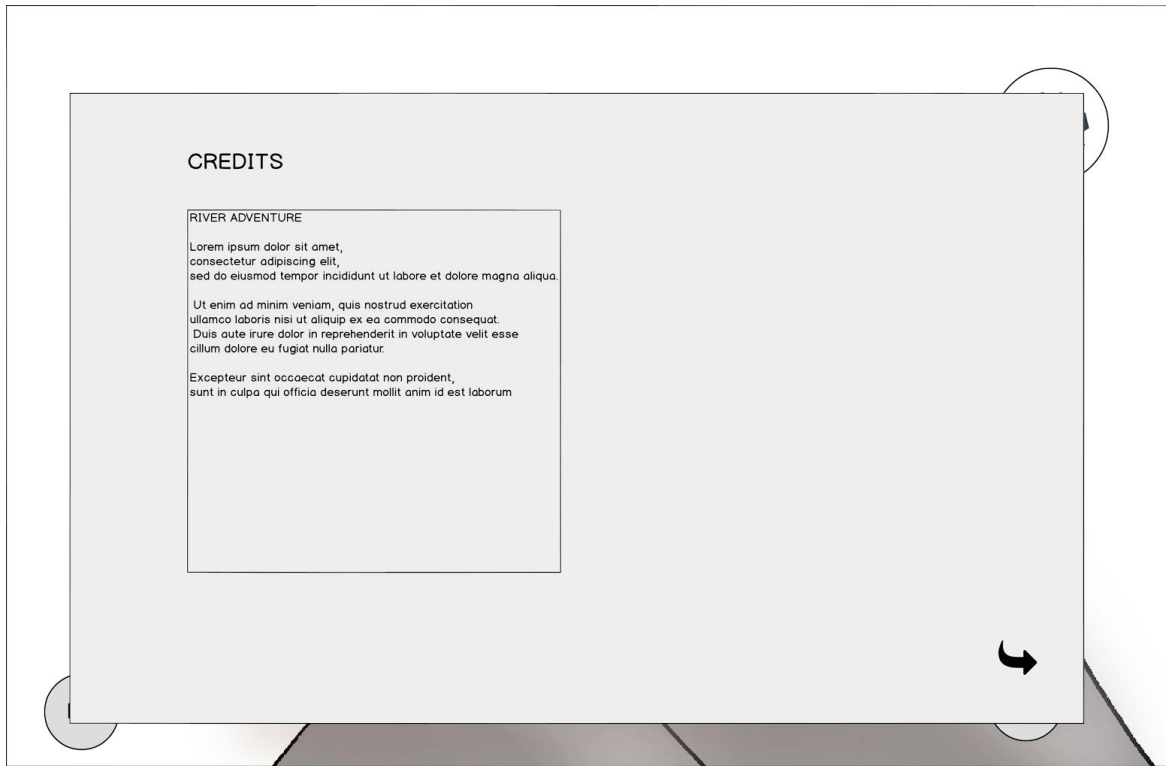 CREDITS
RIVER ADVENTURE
Lorem ipsum dolor sit amet,
consectetur adipiscing elit,
sed do eiusmod tempor incididunt ut labore et dolore magna aliqua.
Ut enim ad minim veniam, quis nostrud exercitation
ullamco laboris nisi ut aliquip ex ea commodo consequat.
Duis aute irure dolor in reprehenderit in voluptate velit esse
cillum dolore eu fugiat nulla pariatur.
Excepteur sint occaecat cupidatat non proident,
sunt in culpa qui officia deserunt mollit anim id est laborum